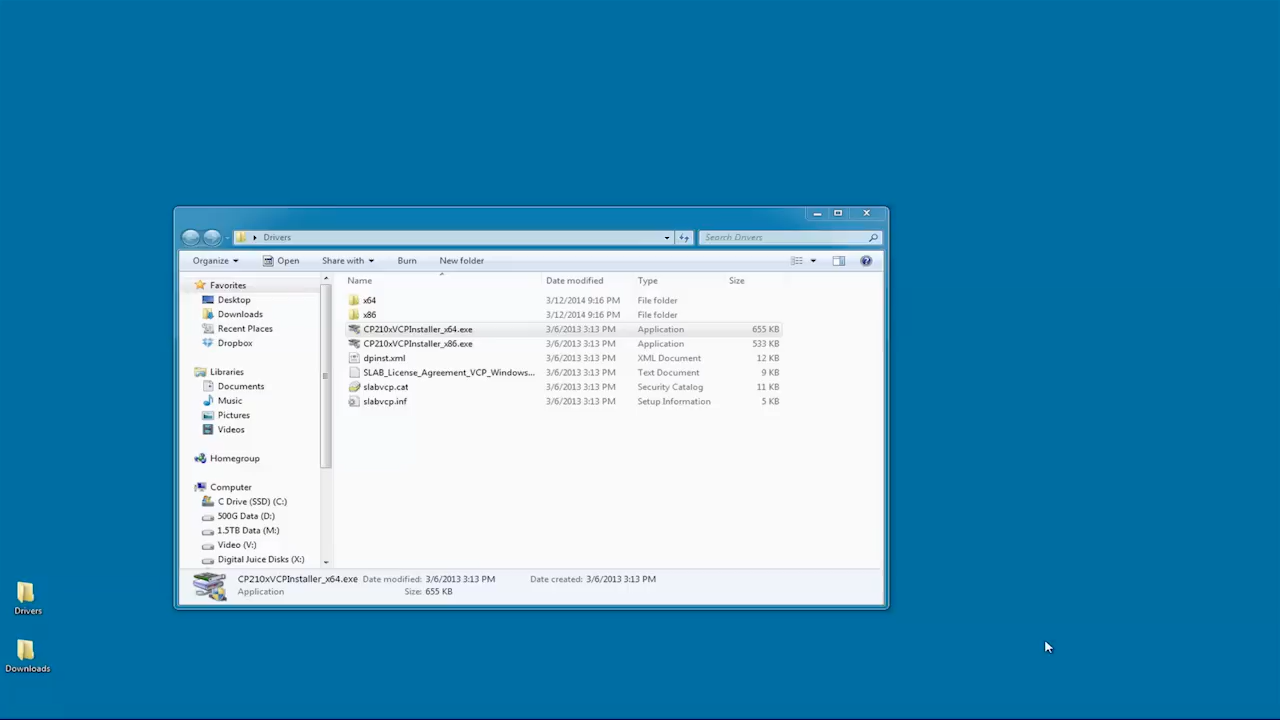 Drivers
Search Drivers
Organize Open Share with Burn New folder
Name Date modified Type Size
Favorites
Desktop
Downloads
Recent Places
Dropbox
Libraries
Documents
Music
Pictures
Videos
Homegroup
Computer
C Drive (SSD) (C:)
500G Data (D:)
1.5TB Data (M:)
Video (V:)
Digital Juice Disks (X:)
x64 3/12/2014 9:16 PM File folder
x86 3/12/2014 9:16 PM File folder
CP210xVCPInstaller_x64.exe 3/6/2013 3:13 PM Application 655 KB
CP210xVCPInstaller_x86.exe 3/6/2013 3:13 PM Application 533 KB
dpinst.xml 3/6/2013 3:13 PM XML Document 12 KB
SLAB_License_Agreement_VCP_Windows... 3/6/2013 3:13 PM Text Document 9 KB
slabvcp.cat 3/6/2013 3:13 PM Security Catalog 11 KB
slabvcp.inf 3/6/2013 3:13 PM Setup Information 5 KB
CP210xVCPInstaller_x64.exe Date modified: 3/6/2013 3:13 PM Date created: 3/6/2013 3:13 PM
Application Size: 655 KB
Drivers
Downloads